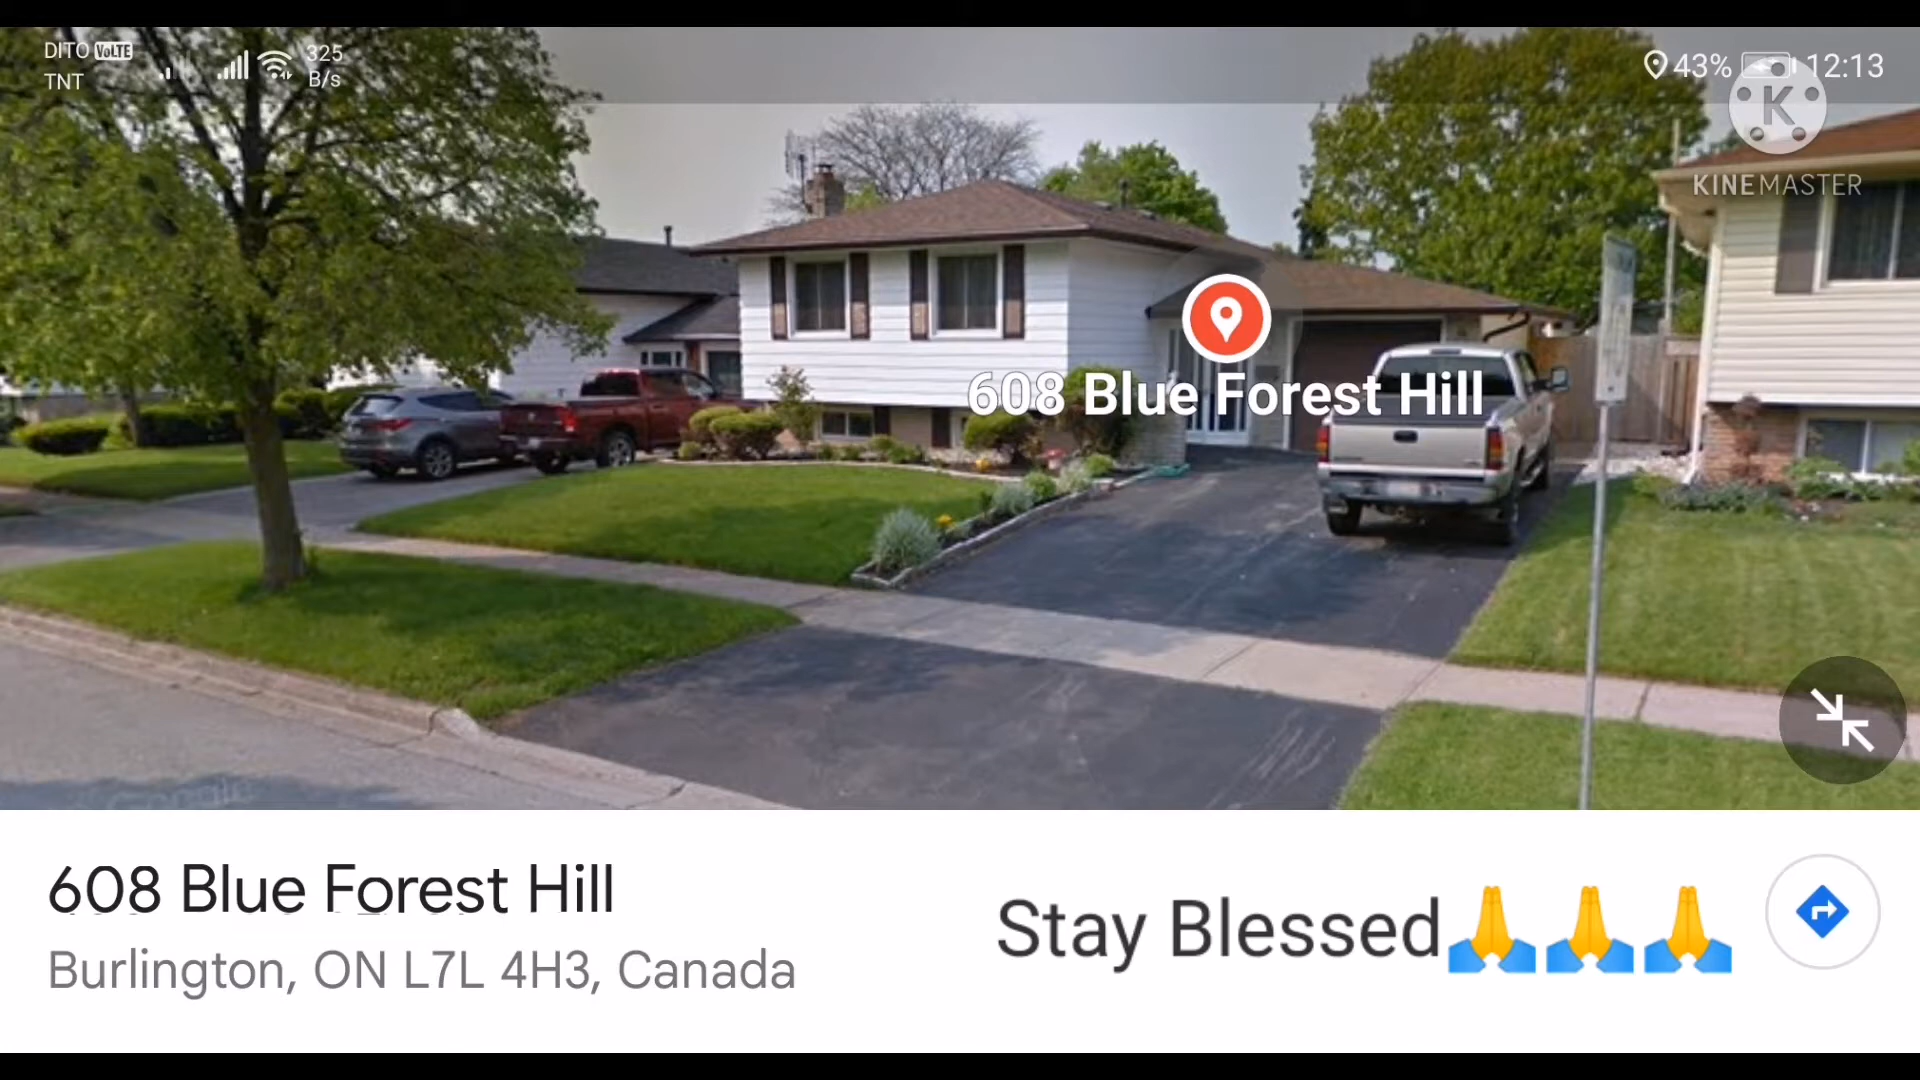 DITO VoLTE
TNT
325
B/s
43%
12:13
K
KINEMASTER
608 Blue Forest Hill
Google
608 Blue Forest Hill
Burlington, ON L7L 4H3, Canada
Stay Blessed🙏🙏🙏